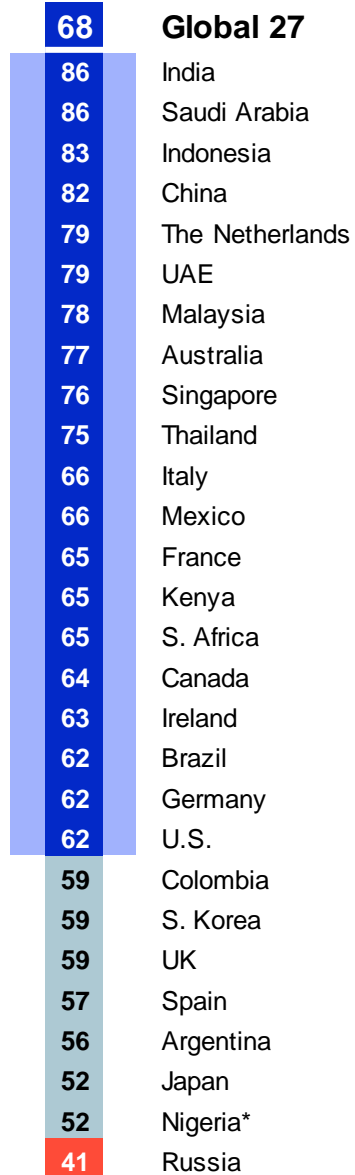 68 Global 27
86 India
86 Saudi Arabia
83 Indonesia
82 China
79 The Netherlands
79 UAE
78 Malaysia
77 Australia
76 Singapore
75 Thailand
66 Italy
66 Mexico
65 France
65 Kenya
65 S. Africa
64 Canada
63 Ireland
62 Brazil
62 Germany
62 U.S.
59 Colombia
59 S. Korea
59 UK
57 Spain
56 Argentina
52 Japan
52 Nigeria*
41 Russia